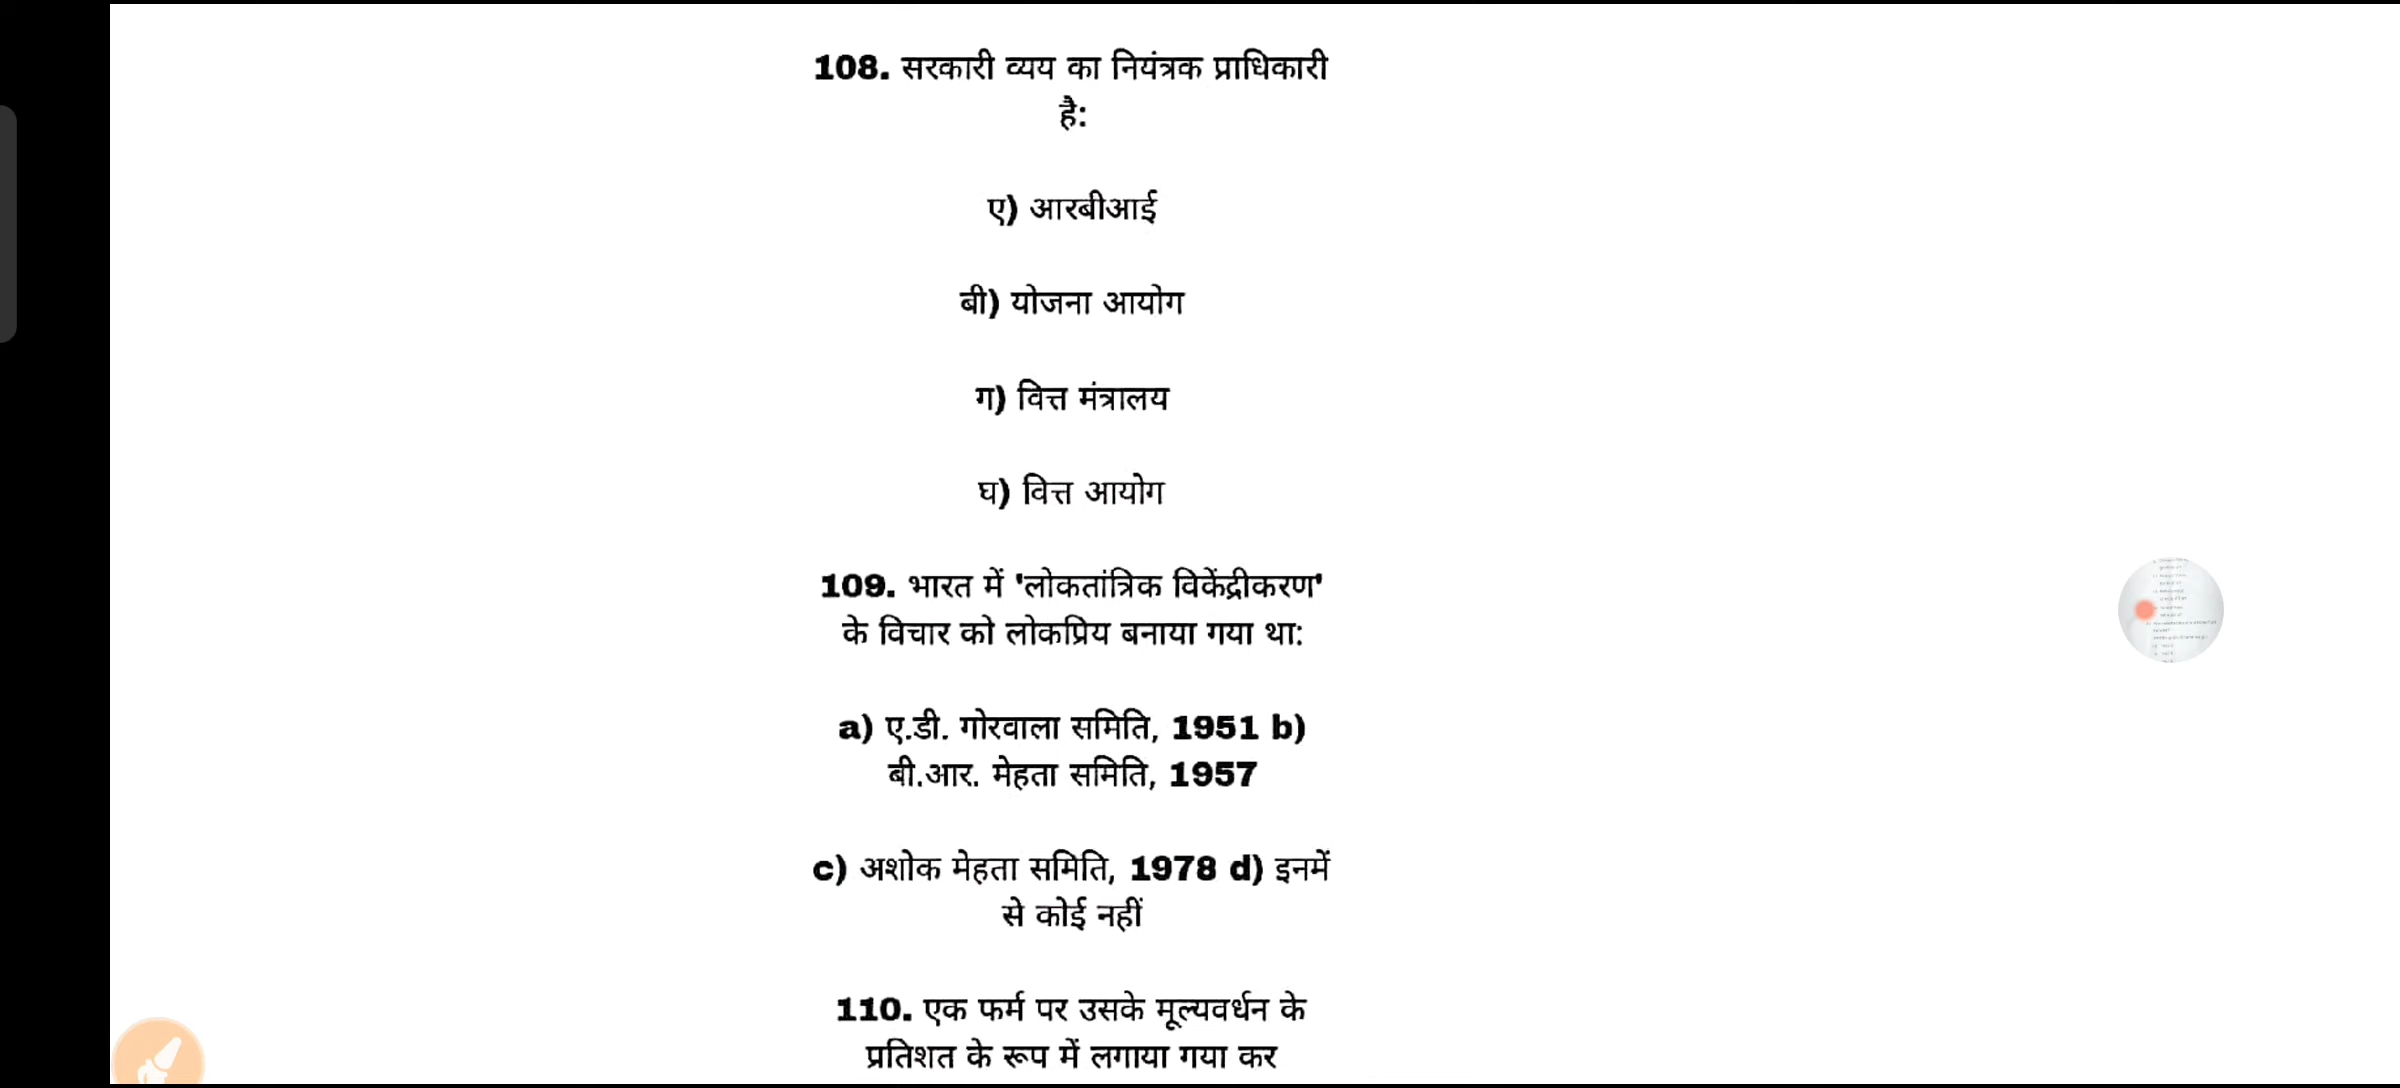 108. सरकारी व्यय का नियंत्रक प्राधिकारी
है:
ए) आरबीआई
बी) योजना आयोग
ग) वित्त मंत्रालय
घ) वित्त आयोग
109. भारत में 'लोकतांत्रिक विकेंद्रीकरण'
के विचार को लोकप्रिय बनाया गया था:
a) ए.डी. गोरवाला समिति, 1951 b)
बी.आर. मेहता समिति, 1957
c) अशोक मेहता समिति, 1978 d) इनमें
से कोई नहीं
110. एक फर्म पर उसके मूल्यवर्धन के
प्रतिशत के रूप में लगाया गया कर